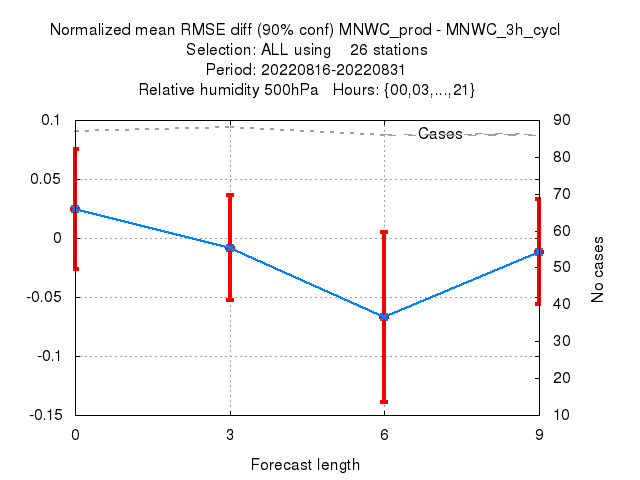 Normalized mean RMSE diff (90% conf) MNWC_prod - MNWC_3h_cycl
Selection: ALL using    26 stations
Period: 20220816-20220831
Relative humidity 500hPa   Hours: {00,03,...,21}
0.1
0.05
0
-0.05
-0.1
-0.15
90
80
70
60
50
40
30
20
10
Cases
No cases
0 3 6 9
Forecast length